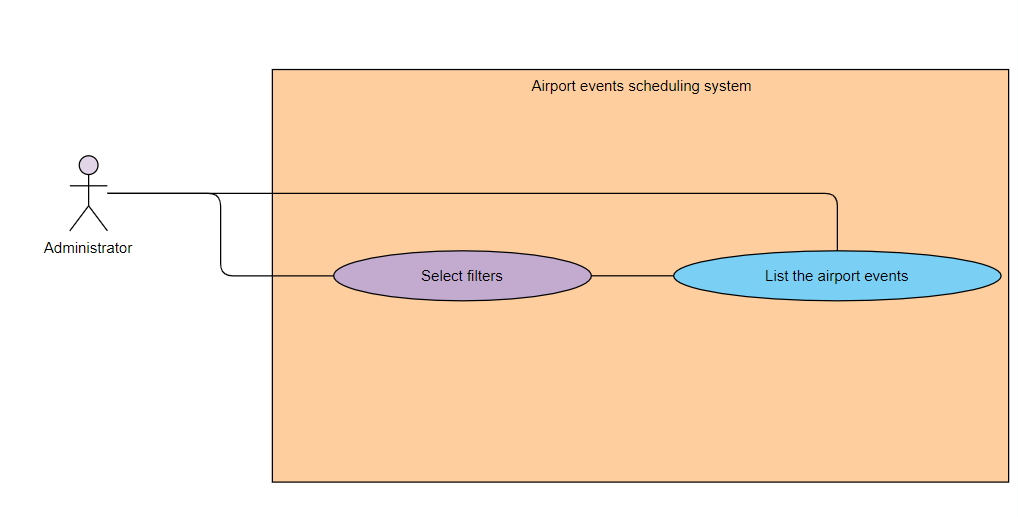 Airport events scheduling system
Administrator
Select filters
List the airport events